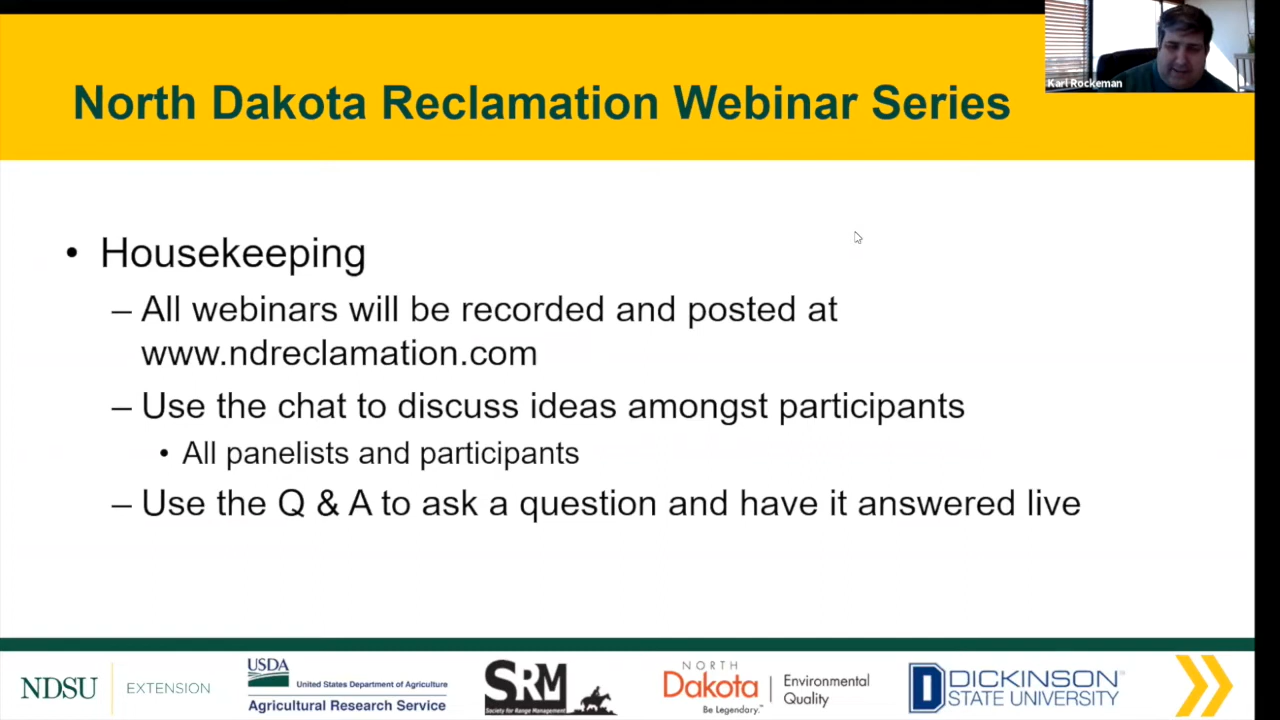 Karl Rockeman
North Dakota Reclamation Webinar Series
• Housekeeping
– All webinars will be recorded and posted at
www.ndreclamation.com
– Use the chat to discuss ideas amongst participants
• All panelists and participants
– Use the Q & A to ask a question and have it answered live
NDSU EXTENSION
USDA
United States Department of Agriculture
Agricultural Research Service
SRM
Society for Range Management
NORTH
Dakota
Be Legendary.™
Environmental
Quality
D DICKINSON™
STATE UNIVERSITY